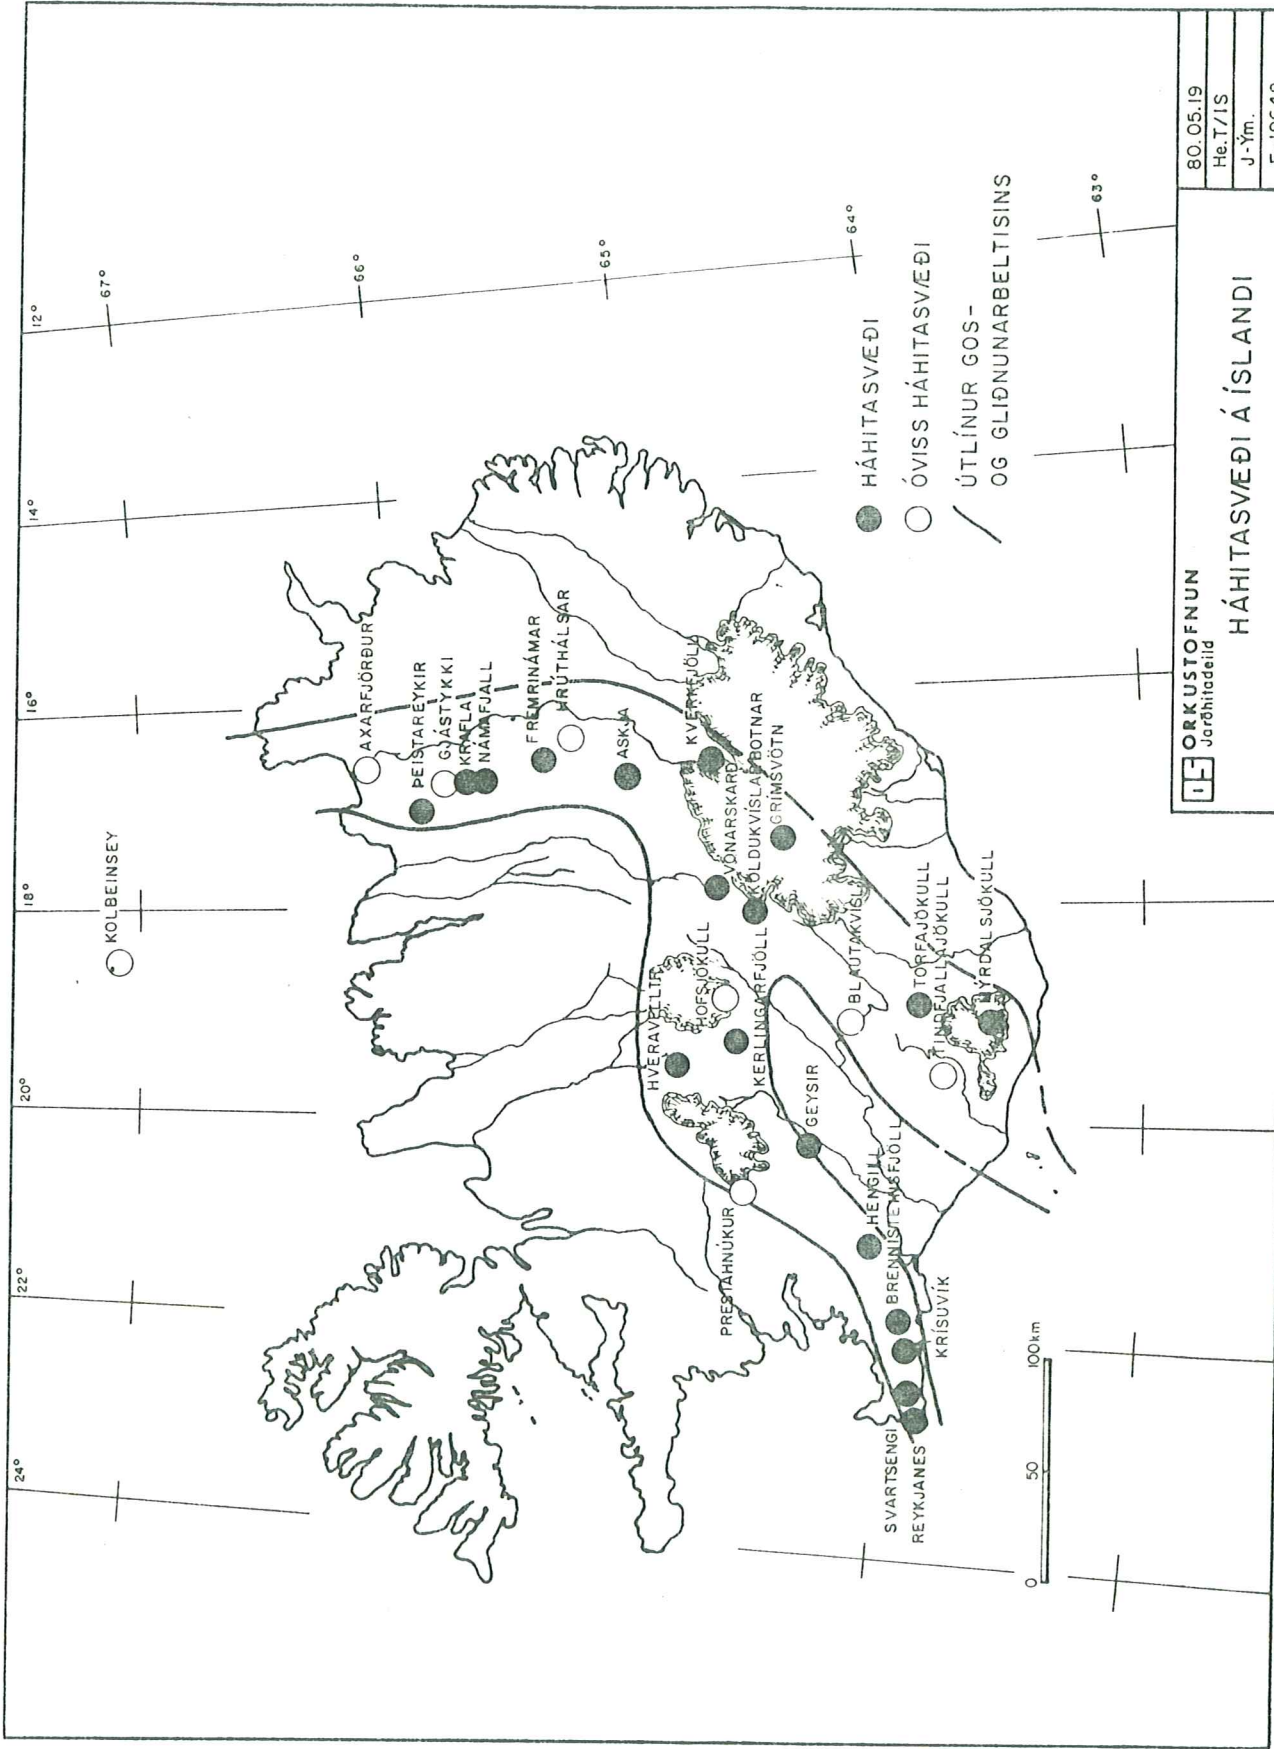 12°
14°
16°
18°
20°
22°
24°
67°
66°
65°
64°
63°
KOLBEINSEY
AXARFJÖRÐUR
ÞEISTAREYKIR
GJÁSTYKKI
KRAFLA
NÁMAFJALL
FREMRINÁMAR
HRÚTHÁLSAR
ASKJA
KVERKFJÖLL
VONARSKARÐ
KÖLDUKVÍSLARBOTNAR
GRÍMSVÖTN
HVERAVELLIR
HOFSJÖKULL
KERLINGARFJÖLL
BLAUTAKVÍSL
TORFAJÖKULL
TINDFJALLAJÖKULL
MÝRDALSJÖKULL
GEYSIR
PRESTAHNÚKUR
HENGILL
BRENNISTEINSFJÖLL
KRÍSUVÍK
SVARTSENGI
REYKJANES
0 50 100km
HÁHITASVÆÐI
ÓVISS HÁHITASVÆÐI
ÚTLÍNUR GOS-
OG GLIÐNUNARBELTISINS
ORKUSTOFNUN
Jarðhitadeild
HÁHITASVÆÐI Á ÍSLANDI
80.05.19
He.T/IS
J-Ým.